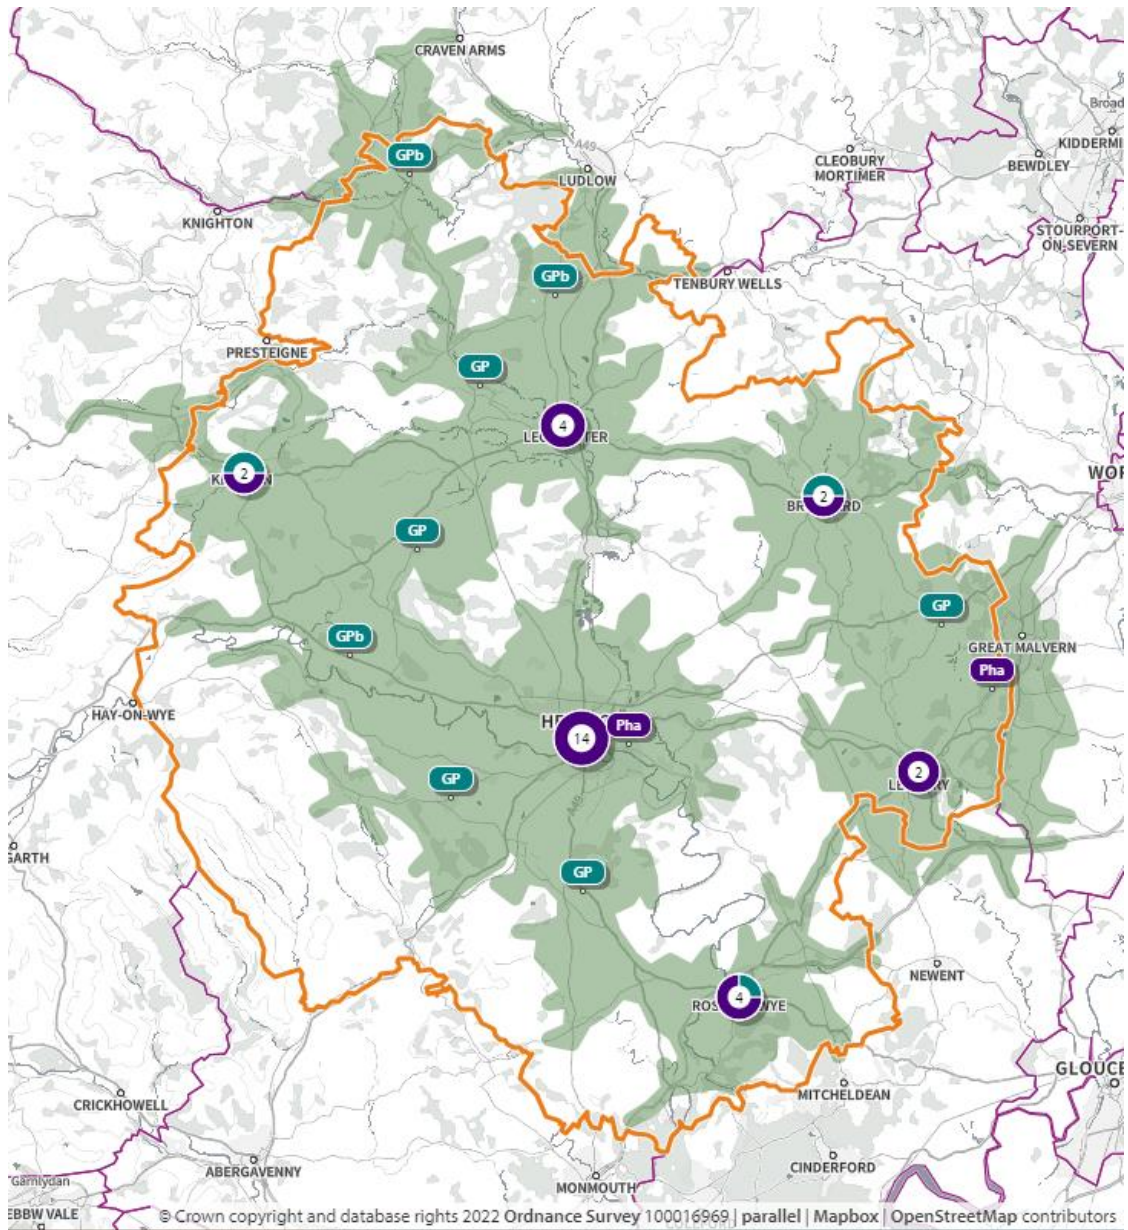 CRAVEN ARMS
Broad
KIDDERMI
A49
GPb
CLEOBURY
MORTIMER
BEWDLEY
LUDLOW
KNIGHTON
STOURPORT-
ON-SEVERN
GPb
TENBURY WELLS
PRESTEIGNE
GP
4
2
WOR
2
GP
GP
GPb
GREAT MALVERN
Pha
HAY-ON-WYE
Pha
14
GP
2
GARTH
GP
A41
NEWENT
4
GLOUCE
MITCHELDEAN
CRICKHOWELL
CINDERFORD
ABERGAVENNY
Garnlydan
MONMOUTH
EBBW VALE
© Crown copyright and database rights 2022 Ordnance Survey 100016969 | parallel | Mapbox | OpenStreetMap contributors